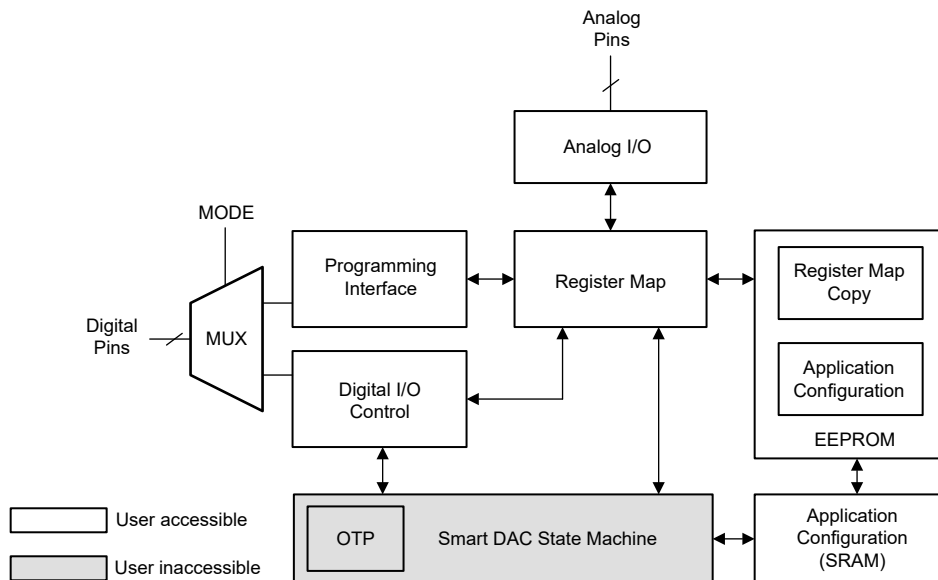 Analog
Pins
Analog I/O
MODE
Programming
Interface
Register Map
Register Map
Copy
Digital
Pins
MUX
Application
Configuration
Digital I/O
Control
EEPROM
User accessible
OTP
Smart DAC State Machine
Application
Configuration
(SRAM)
User inaccessible